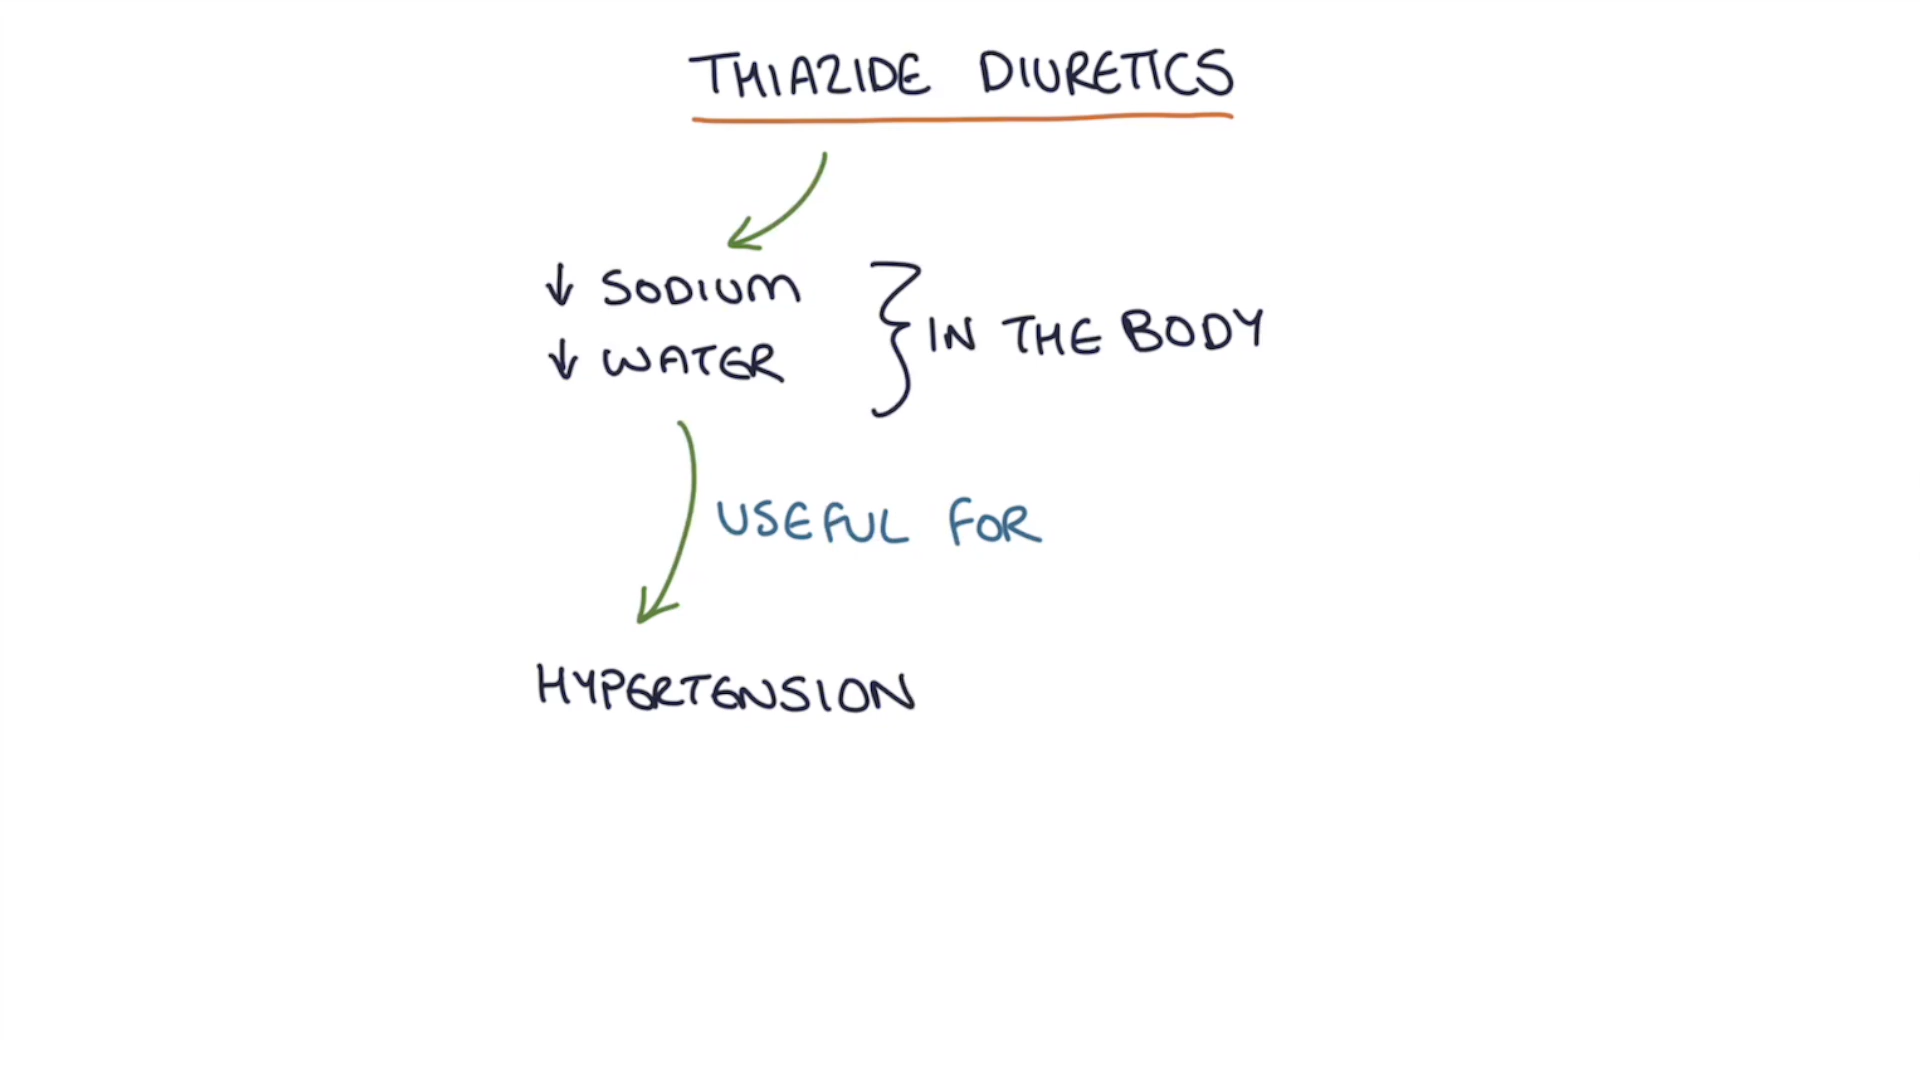 THIAZIDE DIURETICS
↓ SODIUM
↓ WATER
} IN THE BODY
USEFUL FOR
HYPERTENSION